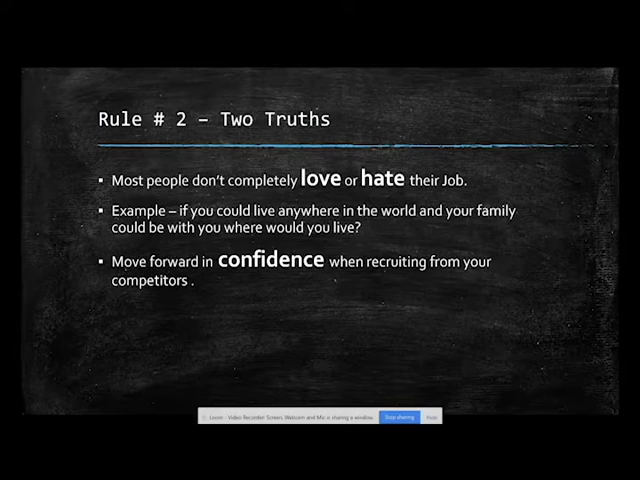 Rule # 2 – Two Truths
▪ Most people don't completely love or hate their Job.
▪ Example – if you could live anywhere in the world and your family
could be with you where would you live?
▪ Move forward in confidence when recruiting from your
competitors .
Loom - Video Recorder: Screen, Webcam and Mic is sharing a window. Stop sharing Hide